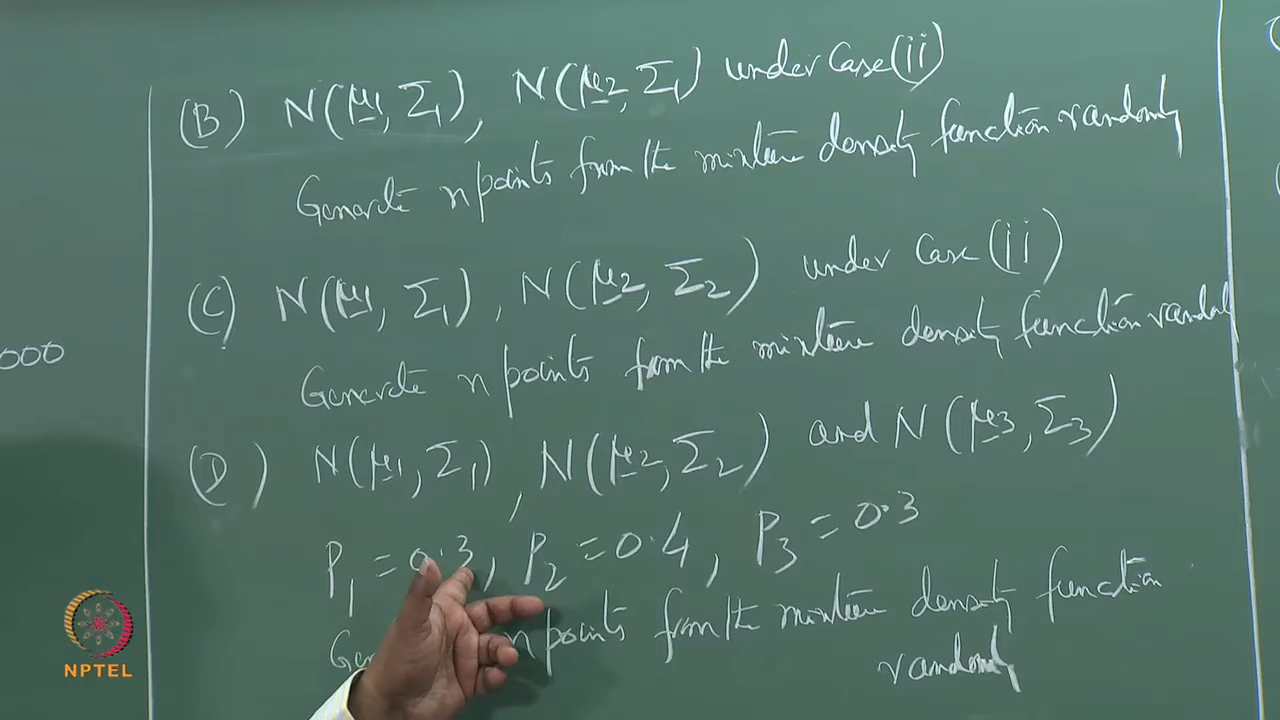 (B) N(μ1, Σ1), N(μ2, Σ1) under Case (ii)
Generate n points from the mixture density function randomly
(C) N(μ1, Σ1), N(μ2, Σ2) under Case (ii)
Generate n points from the mixture density function
000
(D) N(μ1, Σ1), N(μ2, Σ2) and N(μ3, Σ3)
P1 = 0.3, P2 = 0.4, P3 = 0.3
n points from the mixture density function
randomly
NPTEL